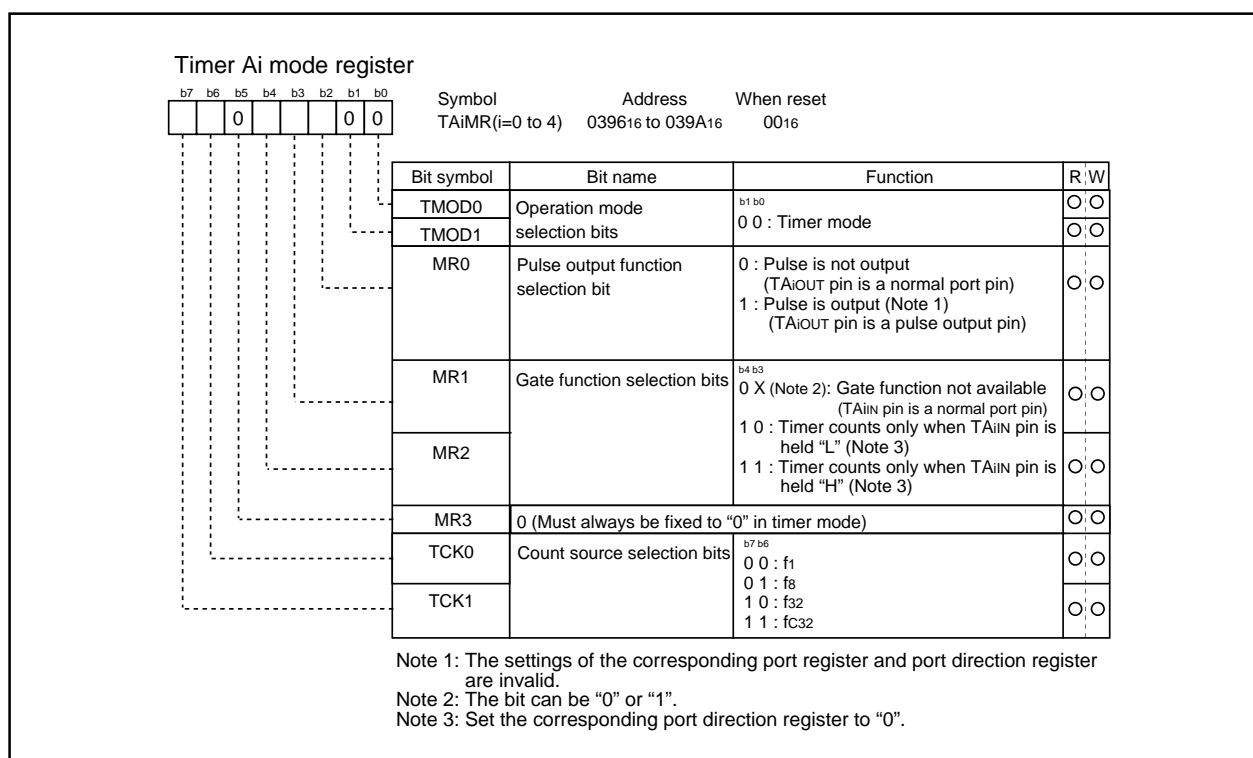 Timer Ai mode register
b7 b6 b5 b4 b3 b2 b1 b0
0 0 0
Symbol Address When reset
TAiMR(i=0 to 4) 039616 to 039A16 0016
Bit symbol Bit name Function R W
TMOD0 Operation mode selection bits b1 b0
TMOD1 0 0 : Timer mode
MR0 Pulse output function selection bit
0 : Pulse is not output
(TAiOUT pin is a normal port pin)
1 : Pulse is output (Note 1)
(TAiOUT pin is a pulse output pin)
MR1 Gate function selection bits
b4 b3
0 X (Note 2): Gate function not available
(TAiIN pin is a normal port pin)
1 0 : Timer counts only when TAiIN pin is
held “L” (Note 3)
MR2
1 1 : Timer counts only when TAiIN pin is
held “H” (Note 3)
MR3 0 (Must always be fixed to “0” in timer mode)
TCK0 Count source selection bits
b7 b6
0 0 : f1
0 1 : f8
TCK1
1 0 : f32
1 1 : fC32
Note 1: The settings of the corresponding port register and port direction register
are invalid.
Note 2: The bit can be “0” or “1”.
Note 3: Set the corresponding port direction register to “0”.